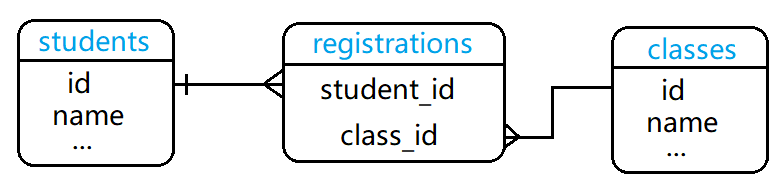 students
id
name
...
registrations
student_id
class_id
classes
id
name
...